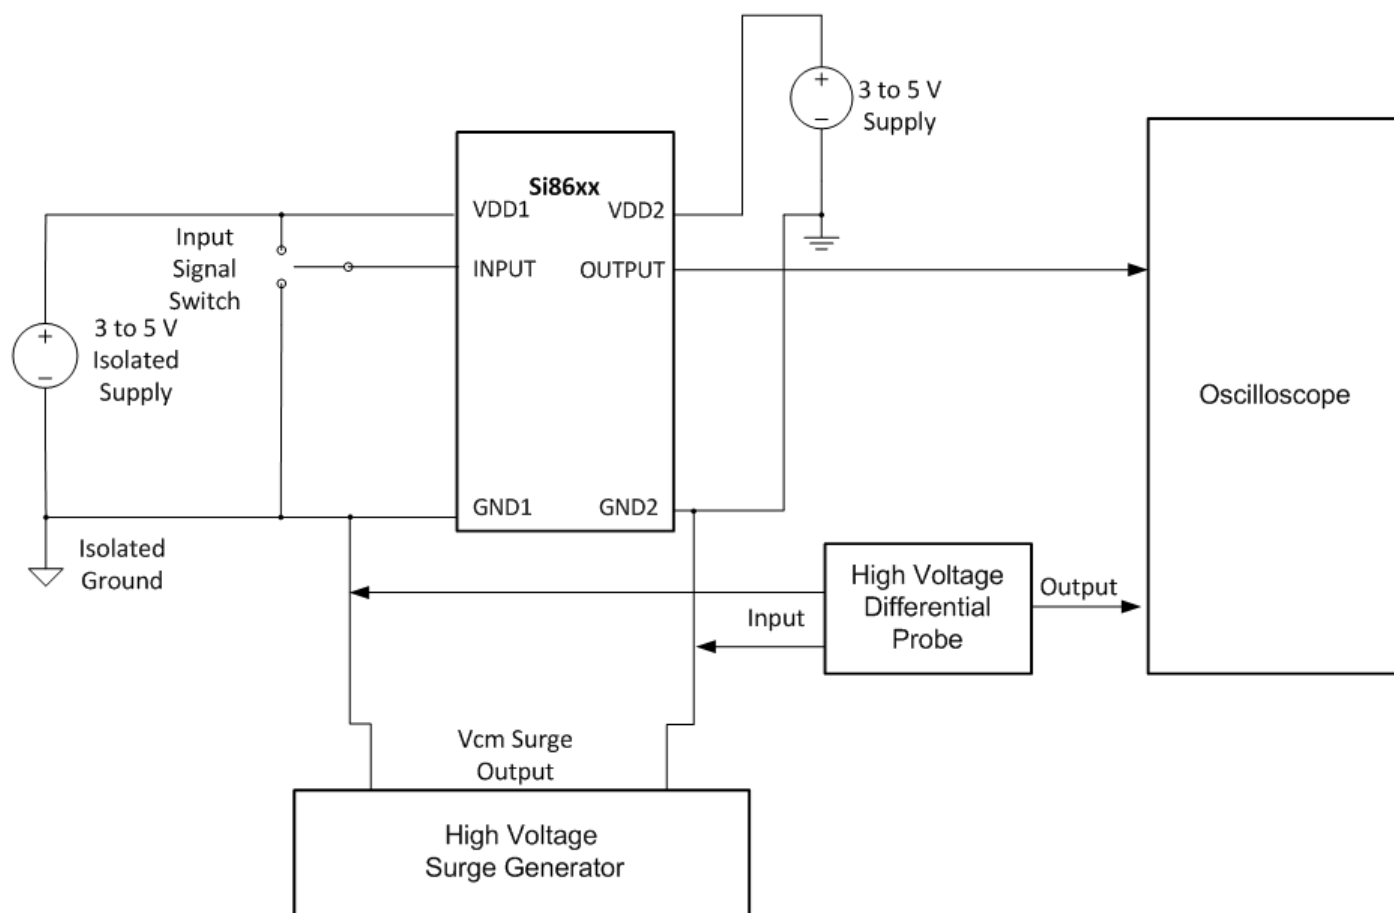 3 to 5 V
Supply
Si86xx
VDD1
VDD2
Input
Signal
Switch
INPUT
OUTPUT
+
−
3 to 5 V
Isolated
Supply
+
−
Oscilloscope
GND1
GND2
Isolated
Ground
High Voltage
Differential
Probe
Input
Output
Vcm Surge
Output
High Voltage
Surge Generator